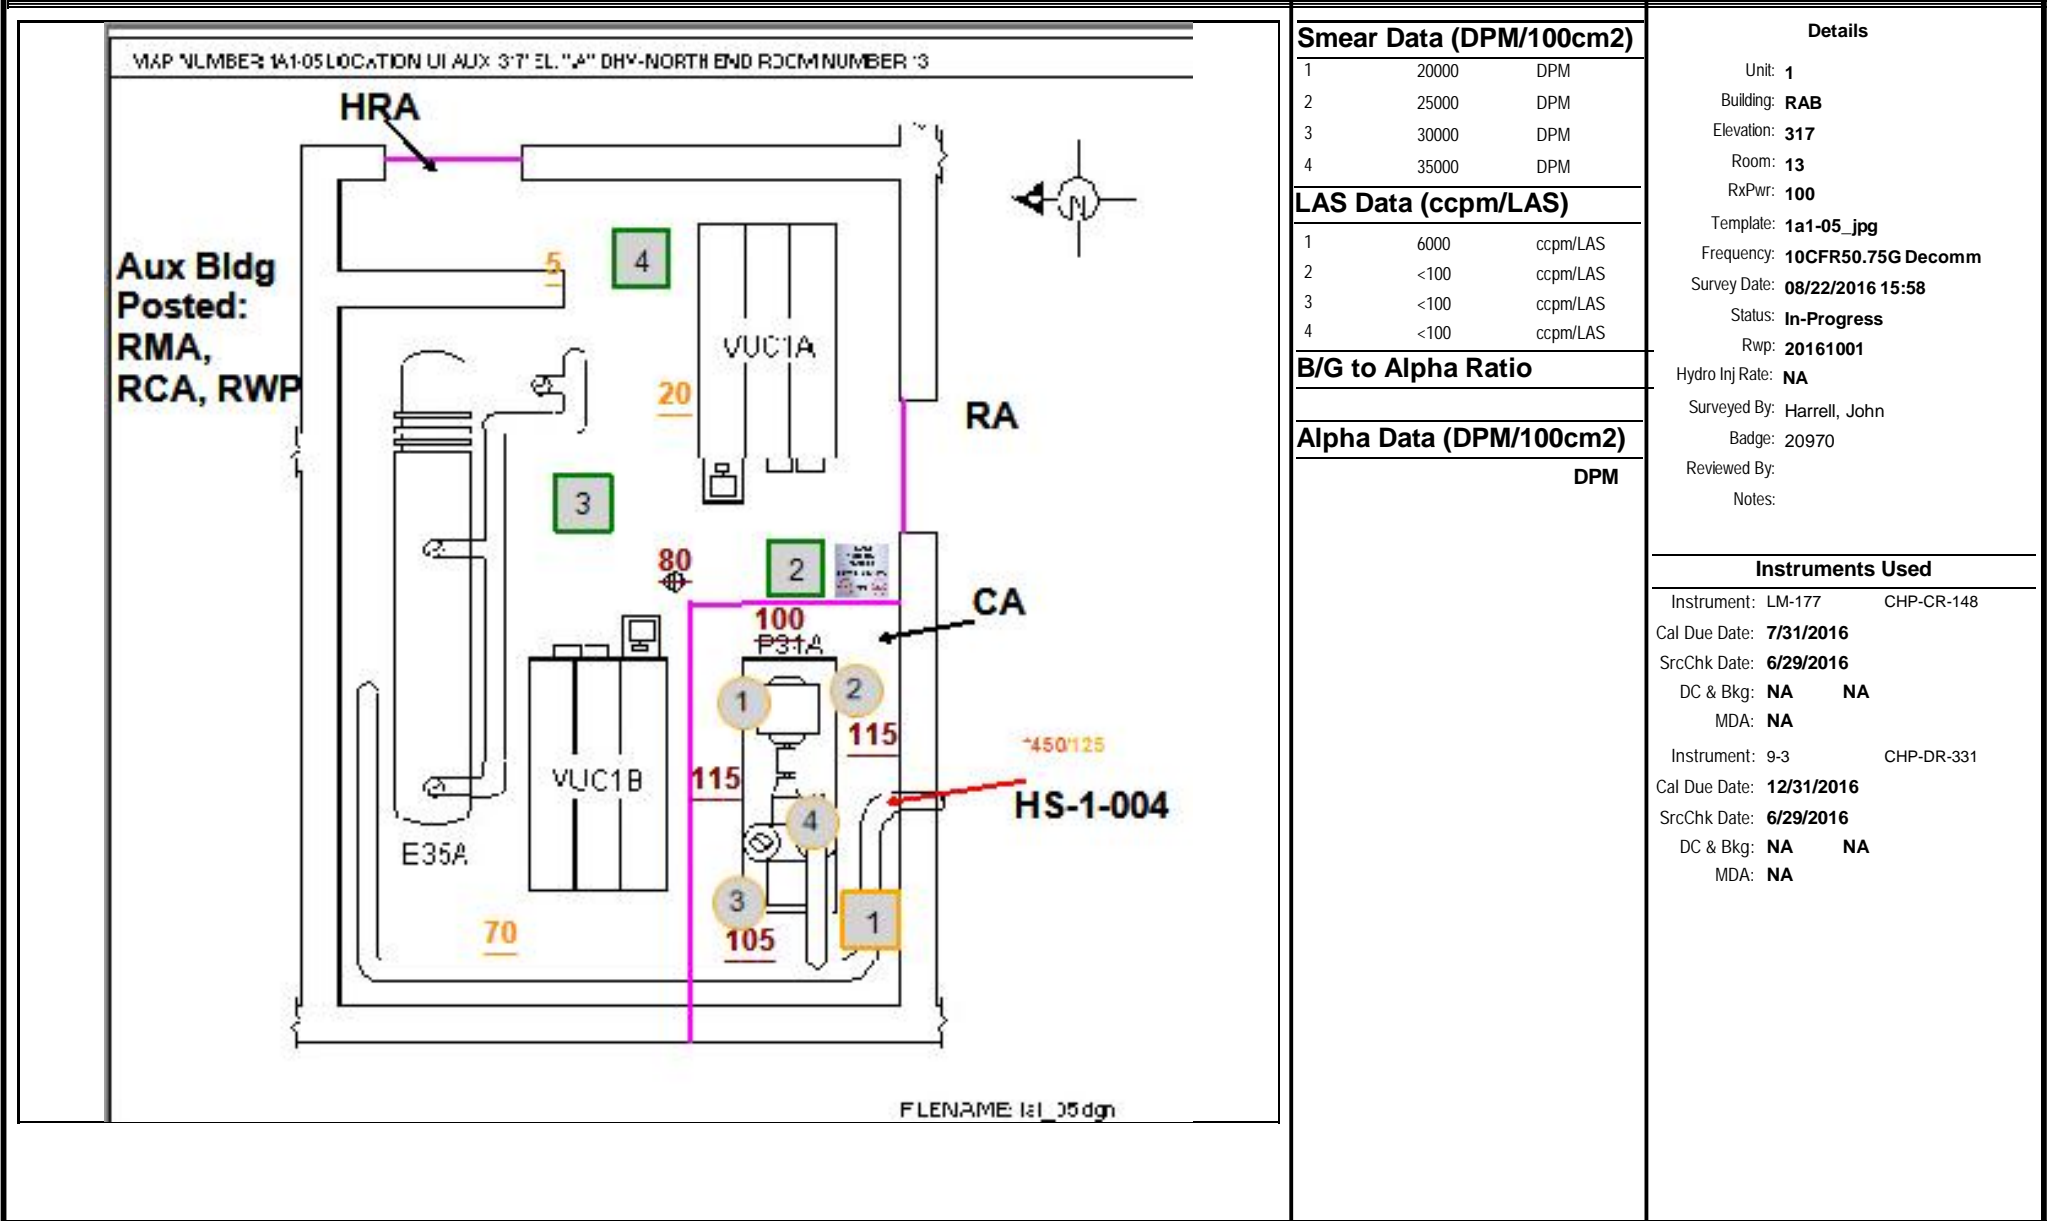 MAP NUMBER: 1A1-05 LOCATION U1 AUX 317' EL. "A" DHV-NORTH END ROOM NUMBER 13
HRA
N
Aux Bldg
Posted:
RMA,
RCA, RWP
5
4
VUC1A
20
RA
3
80
2
CA
100
P34A
1
2
115
115
*450/125
VUC1B
HS-1-004
4
E35A
3
1
70
105
FILENAME: 1a1_05.dgn
Smear Data (DPM/100cm2)
1 20000 DPM
2 25000 DPM
3 30000 DPM
4 35000 DPM
LAS Data (ccpm/LAS)
1 6000 ccpm/LAS
2 <100 ccpm/LAS
3 <100 ccpm/LAS
4 <100 ccpm/LAS
B/G to Alpha Ratio
Alpha Data (DPM/100cm2)
DPM
Details
Unit: 1
Building: RAB
Elevation: 317
Room: 13
RxPwr: 100
Template: 1a1-05_jpg
Frequency: 10CFR50.75G Decomm
Survey Date: 08/22/2016 15:58
Status: In-Progress
Rwp: 20161001
Hydro Inj Rate: NA
Surveyed By: Harrell, John
Badge: 20970
Reviewed By:
Notes:
Instruments Used
Instrument: LM-177 CHP-CR-148
Cal Due Date: 7/31/2016
SrcChk Date: 6/29/2016
DC & Bkg: NA NA
MDA: NA
Instrument: 9-3 CHP-DR-331
Cal Due Date: 12/31/2016
SrcChk Date: 6/29/2016
DC & Bkg: NA NA
MDA: NA